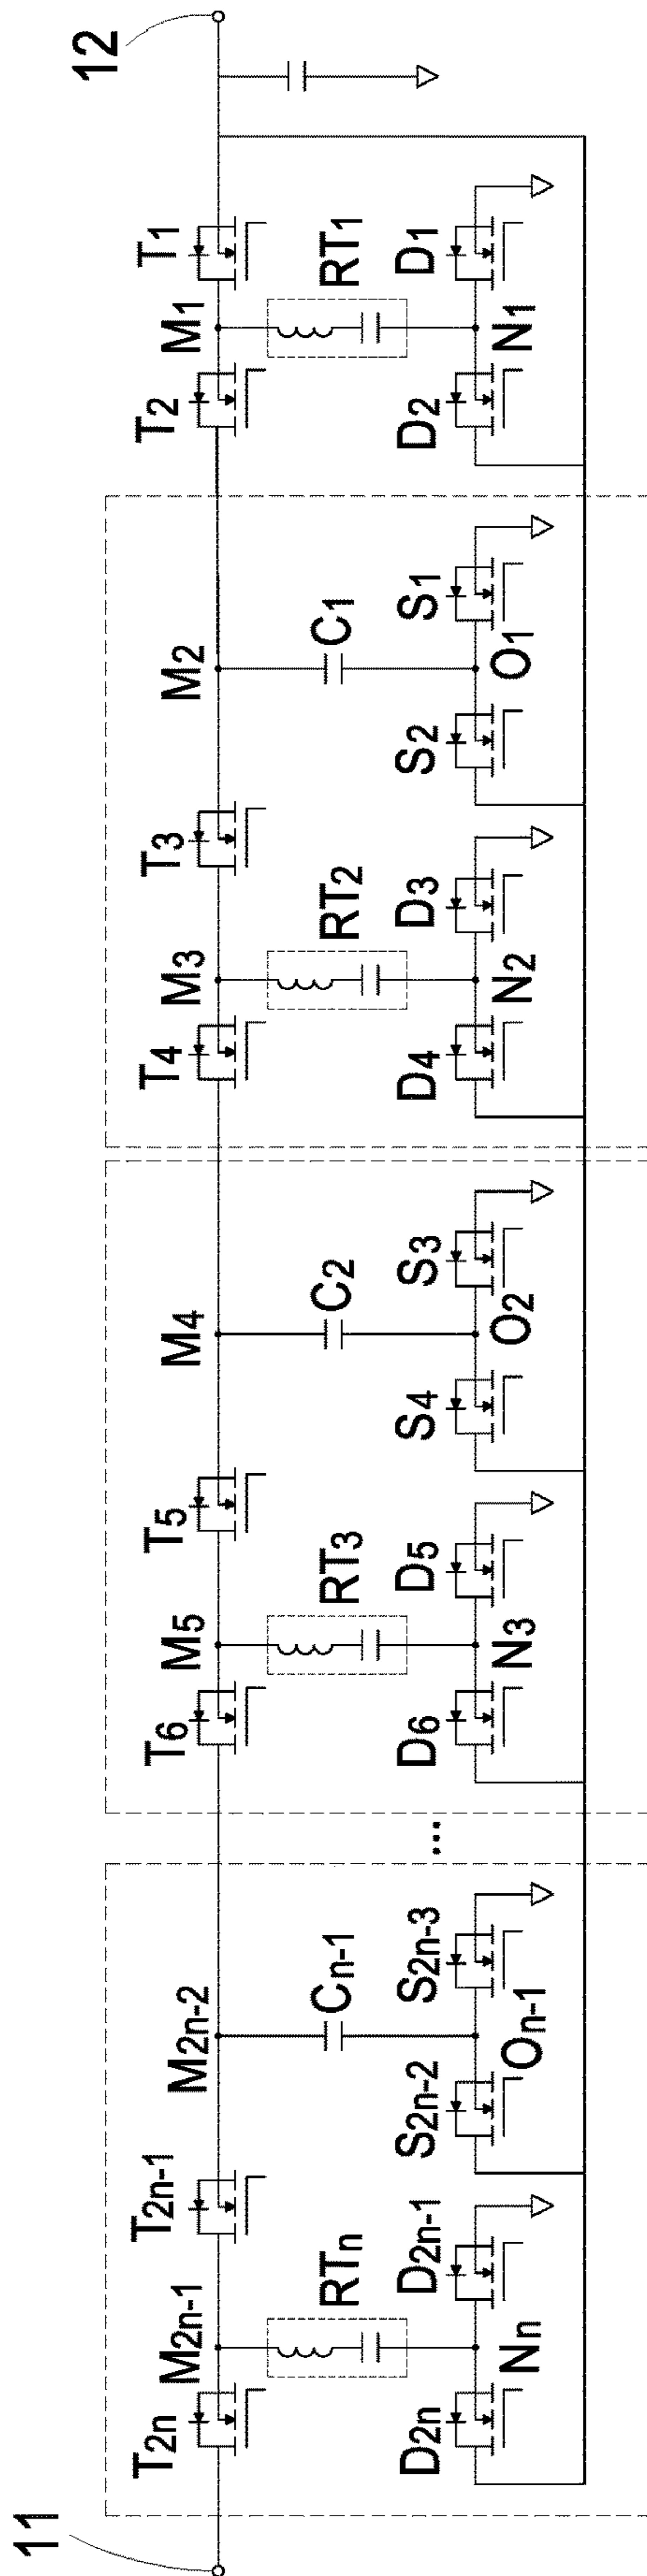 11
12
T2n
M2n-1
T2n-1
M2n-2
T6
M5
T5
M4
T4
M3
T3
M2
T2
M1
T1
RTn
Cn-1
RT3
C2
RT2
C1
RT1
D2n
D2n-1
S2n-2
S2n-3
D6
D5
S4
S3
D4
D3
S2
S1
D2
D1
Nn
On-1
...
N3
O2
N2
O1
N1